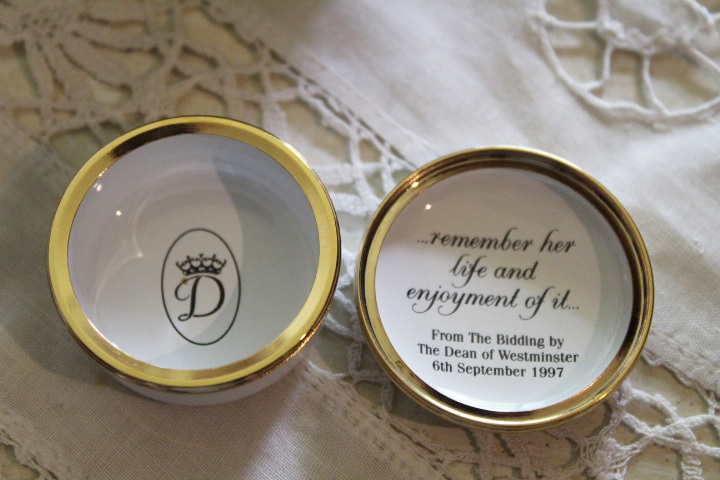 D
...remember her
life and
enjoyment of it...
From The Bidding by
The Dean of Westminster
6th September 1997